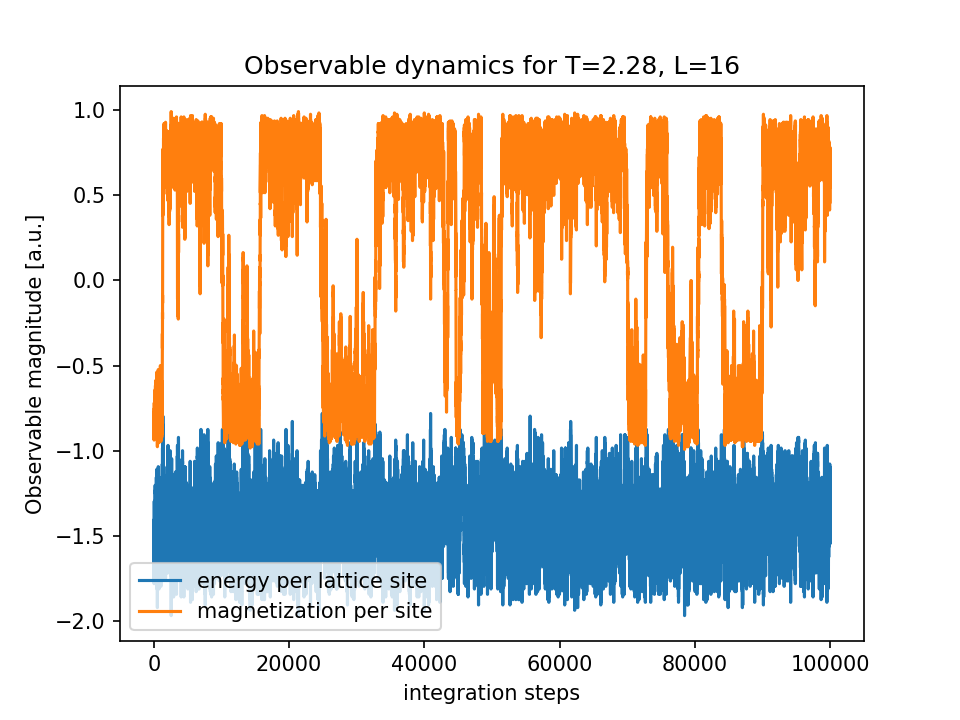 Observable dynamics for T=2.28, L=16
Observable magnitude [a.u.]
1.0
0.5
0.0
−0.5
−1.0
−1.5
−2.0
energy per lattice site
magnetization per site
0 20000 40000 60000 80000 100000
integration steps